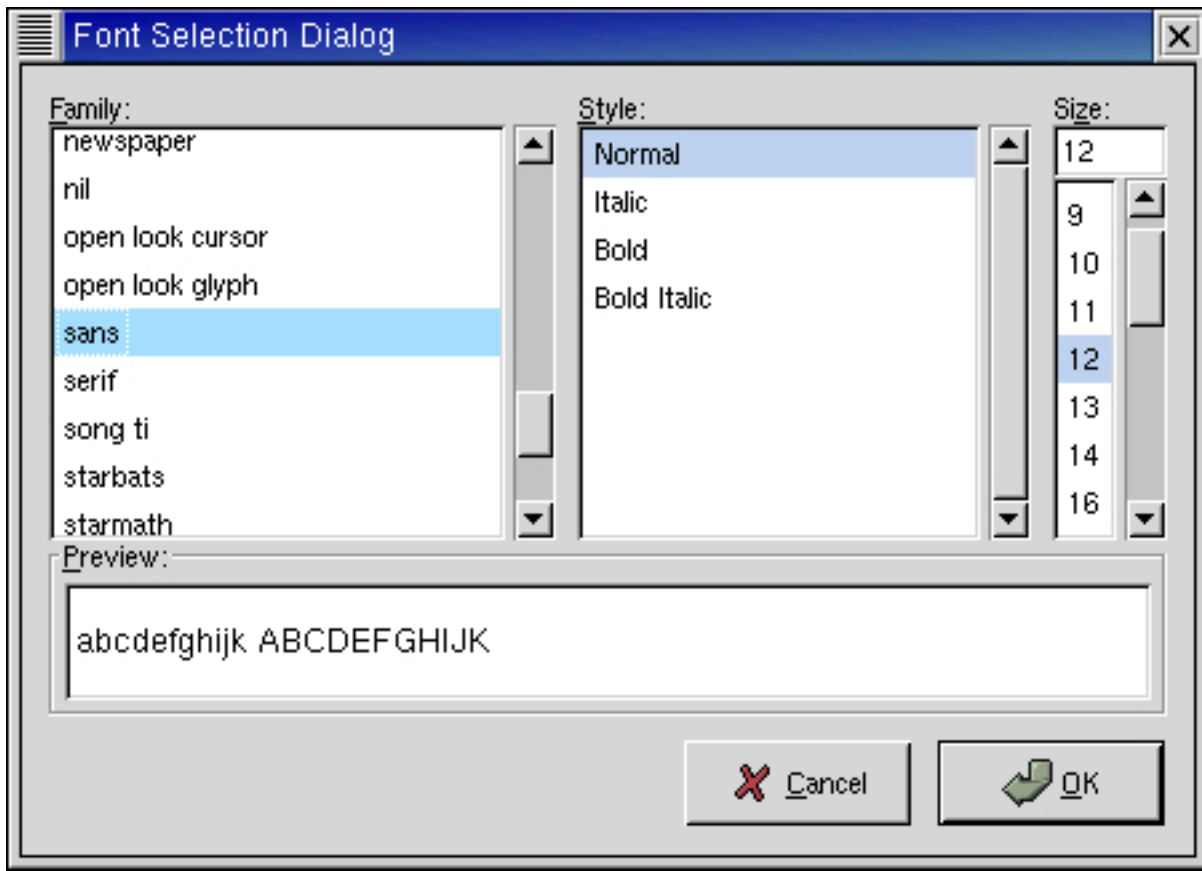 Font Selection Dialog
Family:
newspaper
nil
open look cursor
open look glyph
sans
serif
song ti
starbats
starmath
Style:
Normal
Italic
Bold
Bold Italic
Size:
12
9
10
11
12
13
14
16
Preview:
abcdefghijk ABCDEFGHIJK
Cancel
OK